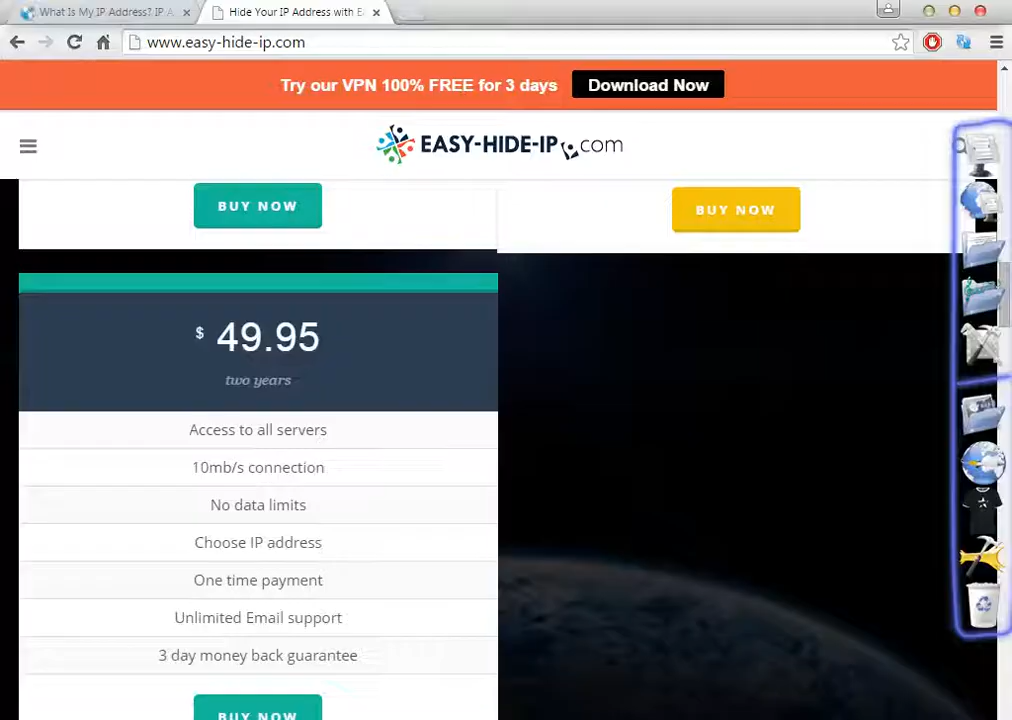 What Is My IP Address? IP A
Hide Your IP Address with E
www.easy-hide-ip.com
Try our VPN 100% FREE for 3 days
Download Now
EASY-HIDE-IP.com
BUY NOW
BUY NOW
$ 49.95
two years
Access to all servers
10mb/s connection
No data limits
Choose IP address
One time payment
Unlimited Email support
3 day money back guarantee
BUY NOW